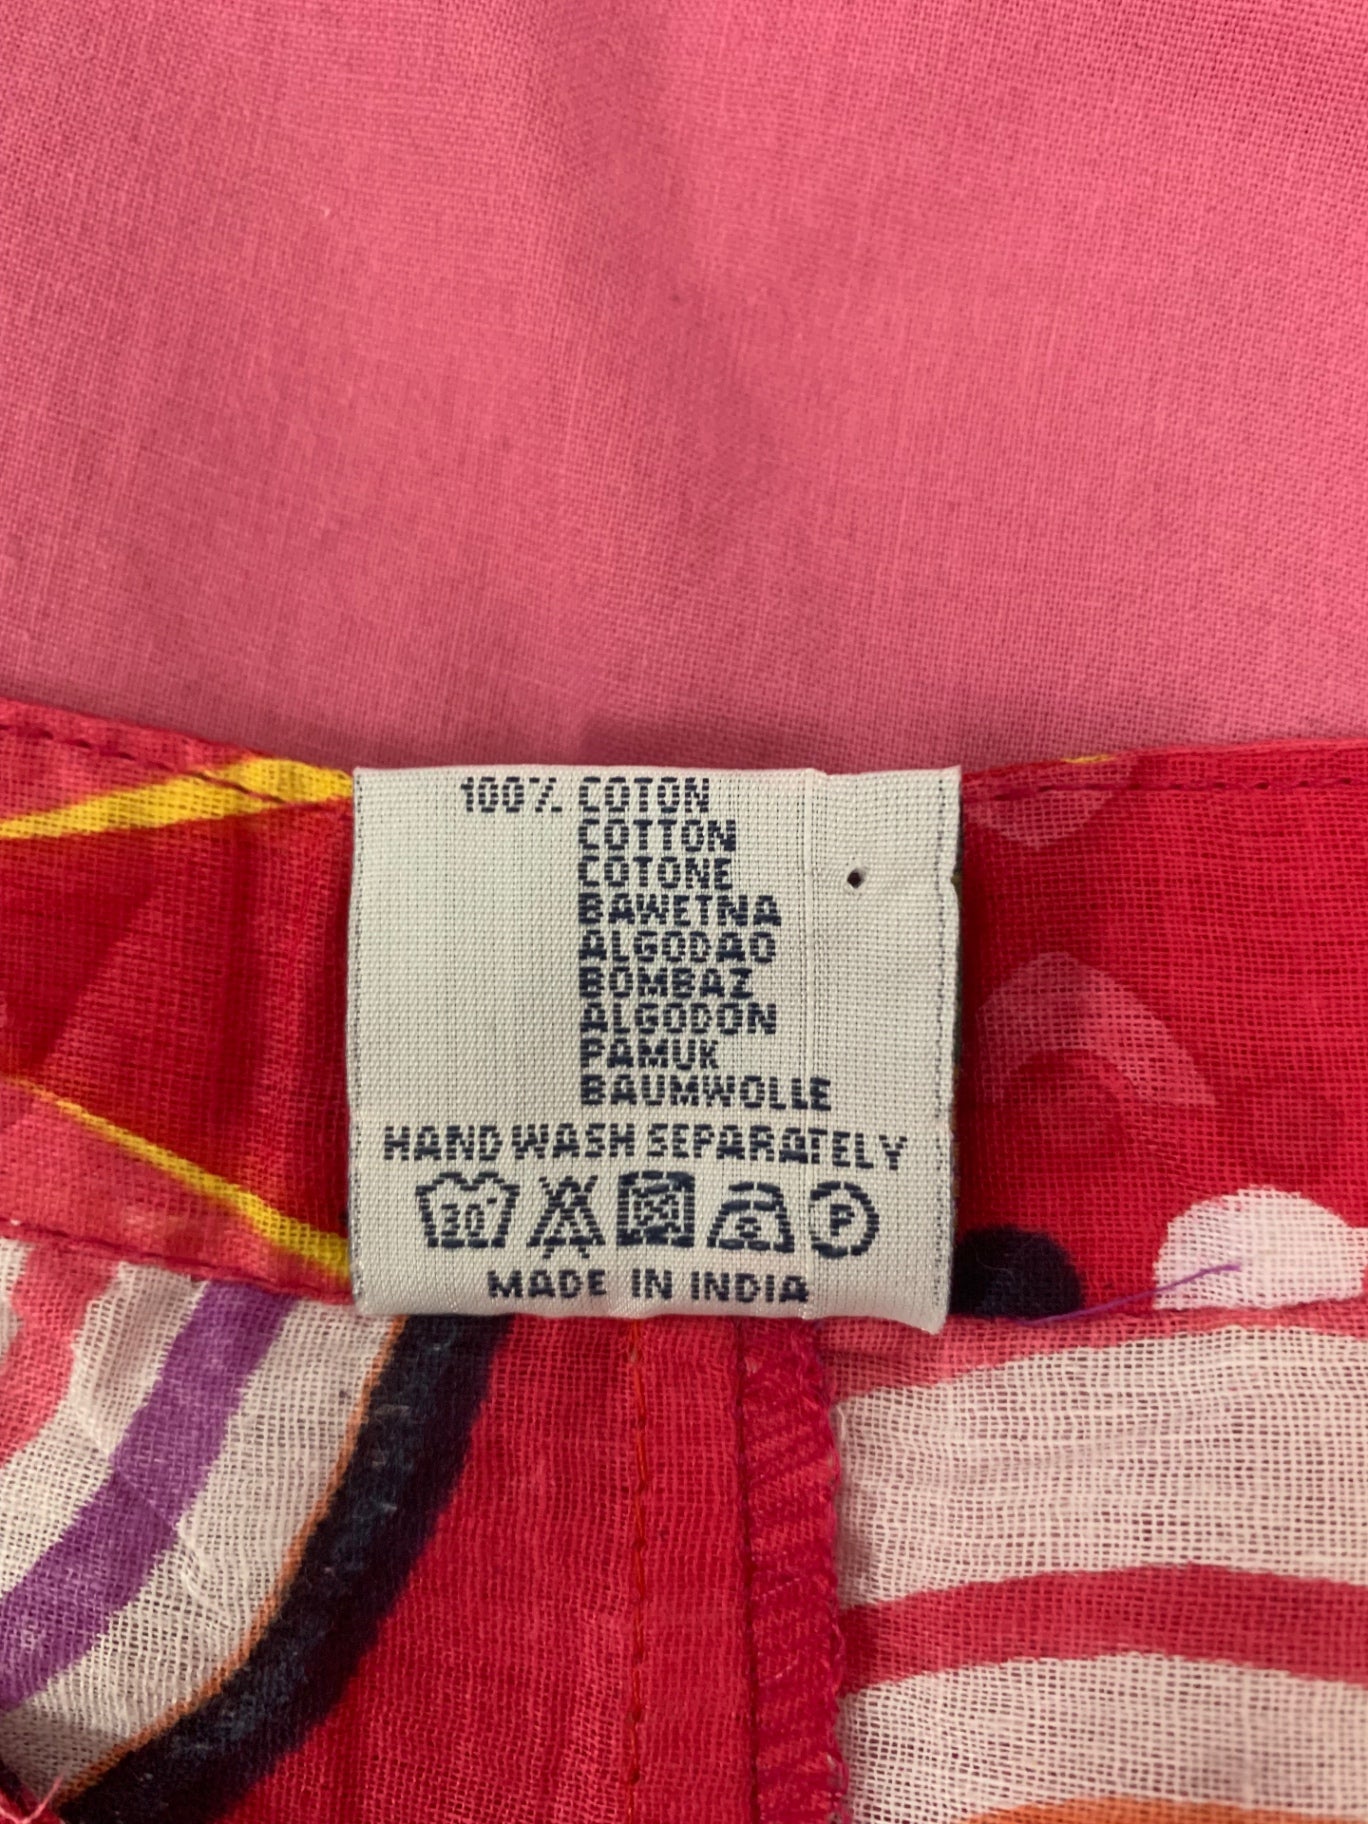 100% COTON
COTTON
COTONE
BAWETNA
ALGODAO
BOMBAZ
ALGODON
PAMUK
BAUMWOLLE
HAND WASH SEPARATELY
30° P
MADE IN INDIA